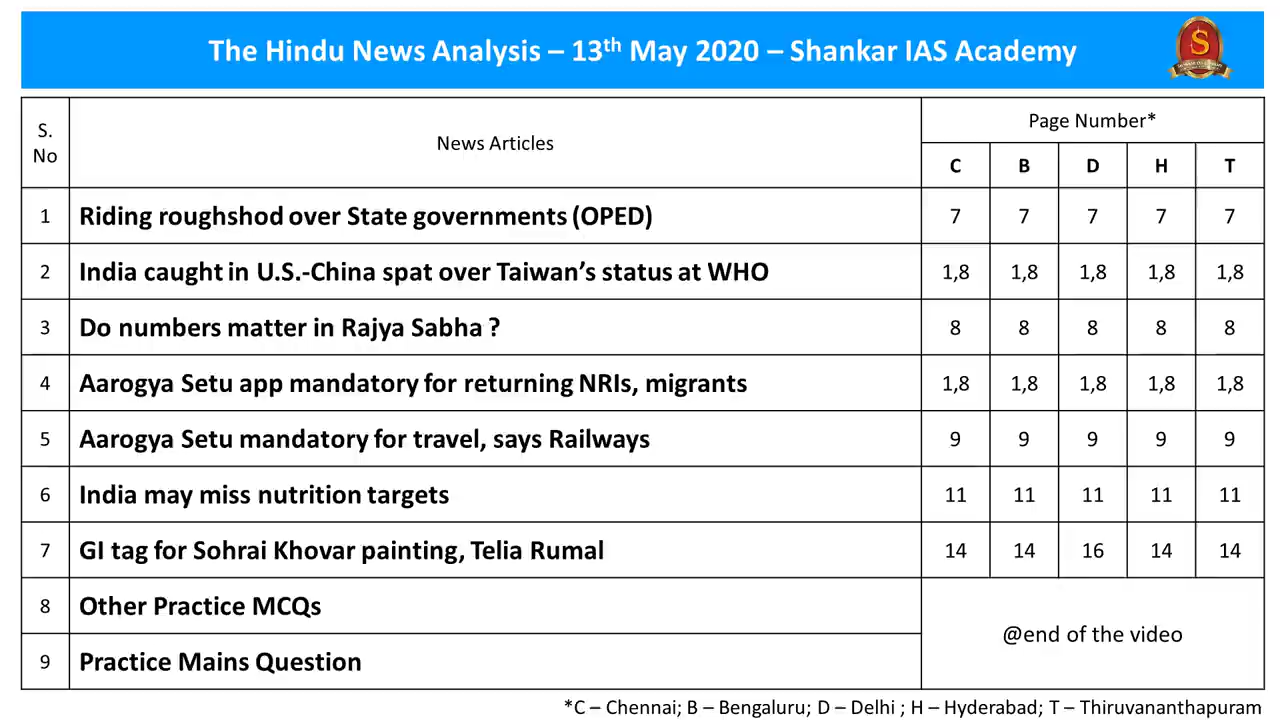 The Hindu News Analysis – 13th May 2020 – Shankar IAS Academy
S
S. No
News Articles
Page Number*
C B D H T
1 Riding roughshod over State governments (OPED) 7 7 7 7 7
2 India caught in U.S.-China spat over Taiwan’s status at WHO 1,8 1,8 1,8 1,8 1,8
3 Do numbers matter in Rajya Sabha ? 8 8 8 8 8
4 Aarogya Setu app mandatory for returning NRIs, migrants 1,8 1,8 1,8 1,8 1,8
5 Aarogya Setu mandatory for travel, says Railways 9 9 9 9 9
6 India may miss nutrition targets 11 11 11 11 11
7 GI tag for Sohrai Khovar painting, Telia Rumal 14 14 16 14 14
8 Other Practice MCQs
@end of the video
9 Practice Mains Question
*C – Chennai; B – Bengaluru; D – Delhi ; H – Hyderabad; T – Thiruvananthapuram